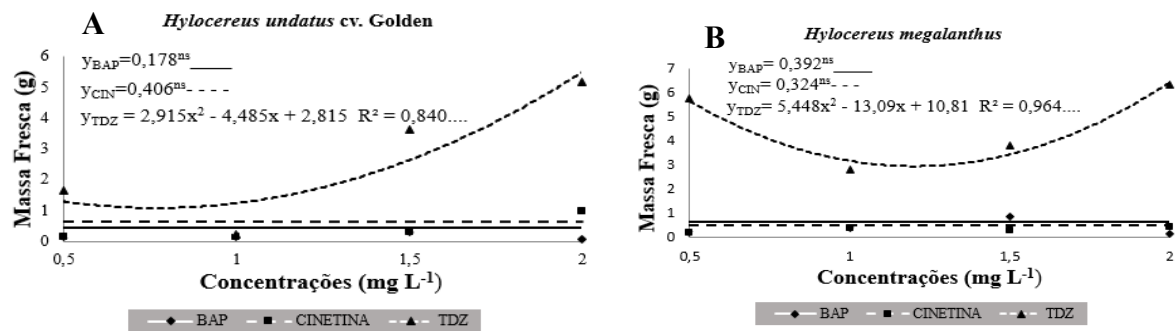 A
Hylocereus undatus cv. Golden
y_BAP=0,178^ns____
y_CIN=0,406^ns- - - -
y_TDZ = 2,915x² - 4,485x + 2,815 R² = 0,840....
Massa Fresca (g)
6
5
4
3
2
1
0
0,5 1 1,5 2
Concentrações (mg L⁻¹)
BAP CINETINA TDZ
B
Hylocereus megalanthus
y_BAP= 0,392^ns____
y_CIN= 0,324^ns- - -
y_TDZ= 5,448x² - 13,09x + 10,81 R² = 0,964....
Massa Fresca (g)
7
6
5
4
3
2
1
0
0,5 1 1,5 2
Concentrações (mg L⁻¹)
BAP CINETINA TDZ